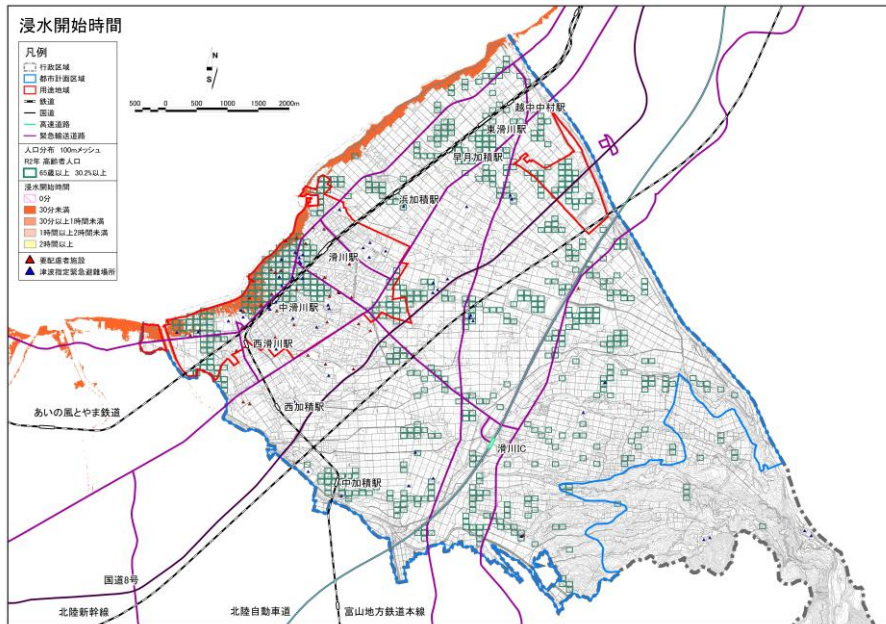 浸水開始時間
凡例
行政区域
都市計画区域
用途地域
鉄道
国道
高速道路
緊急輸送道路
人口分布 100mメッシュ
R2年 高齢者人口
65歳以上 30.2%以上
浸水開始時間
0分
30分未満
30分以上1時間未満
1時間以上2時間未満
2時間以上
要配慮者施設
津波指定緊急避難場所
N
S
500 0 500 1000 1500 2000m
越中中村駅
東滑川駅
早月加積駅
浜加積駅
滑川駅
中滑川駅
西滑川駅
西加積駅
あいの風とやま鉄道
滑川IC
中加積駅
国道8号
北陸新幹線
北陸自動車道
富山地方鉄道本線